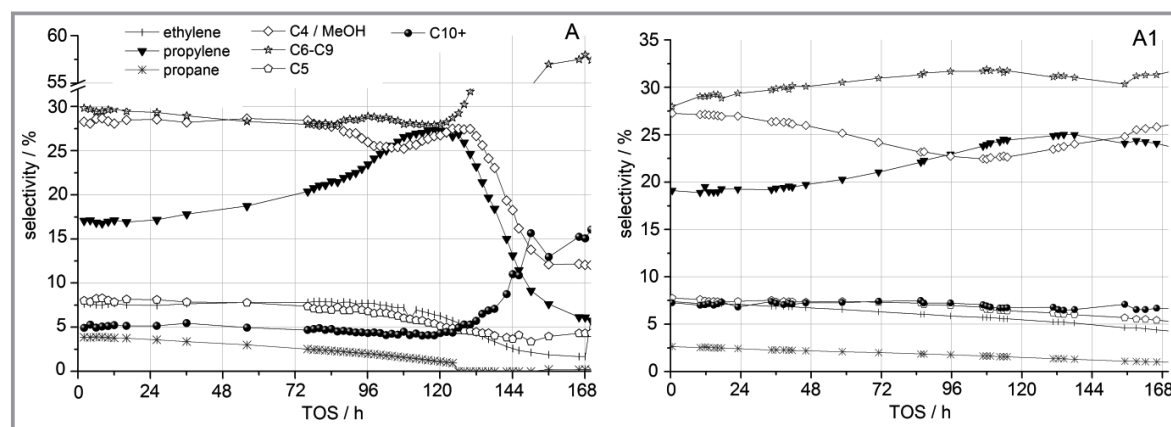 A
ethylene
propylene
propane
C4 / MeOH
C6-C9
C5
C10+
60
55
30
25
20
15
10
5
0
selectivity / %
0 24 48 72 96 120 144 168
TOS / h
A1
35
30
25
20
15
10
5
0
selectivity / %
0 24 48 72 96 120 144 168
TOS / h